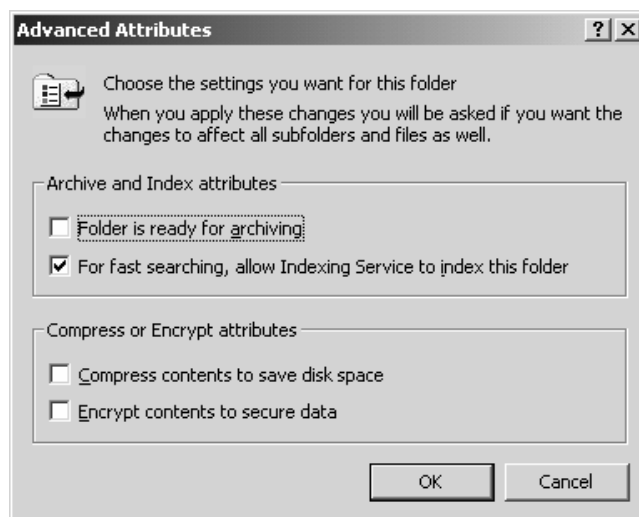 Advanced Attributes
Choose the settings you want for this folder
When you apply these changes you will be asked if you want the
changes to affect all subfolders and files as well.
Archive and Index attributes
Folder is ready for archiving
For fast searching, allow Indexing Service to index this folder
Compress or Encrypt attributes
Compress contents to save disk space
Encrypt contents to secure data
OK Cancel